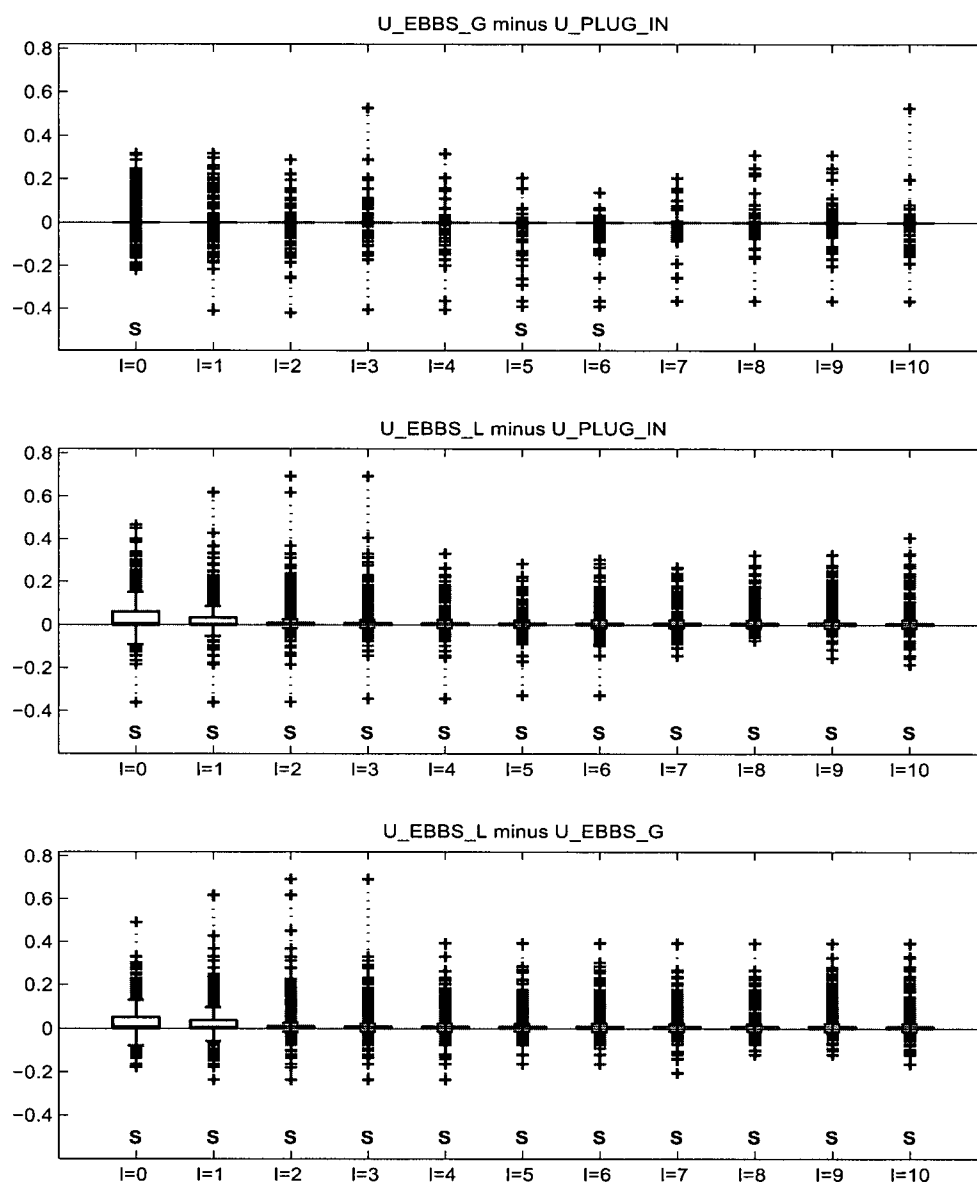 U_EBBS_G minus U_PLUG_IN
0.8
0.6
0.4
0.2
0
−0.2
−0.4
S S S
l=0 l=1 l=2 l=3 l=4 l=5 l=6 l=7 l=8 l=9 l=10
U_EBBS_L minus U_PLUG_IN
0.8
0.6
0.4
0.2
0
−0.2
−0.4
S S S S S S S S S S S
l=0 l=1 l=2 l=3 l=4 l=5 l=6 l=7 l=8 l=9 l=10
U_EBBS_L minus U_EBBS_G
0.8
0.6
0.4
0.2
0
−0.2
−0.4
S S S S S S S S S S S
l=0 l=1 l=2 l=3 l=4 l=5 l=6 l=7 l=8 l=9 l=10